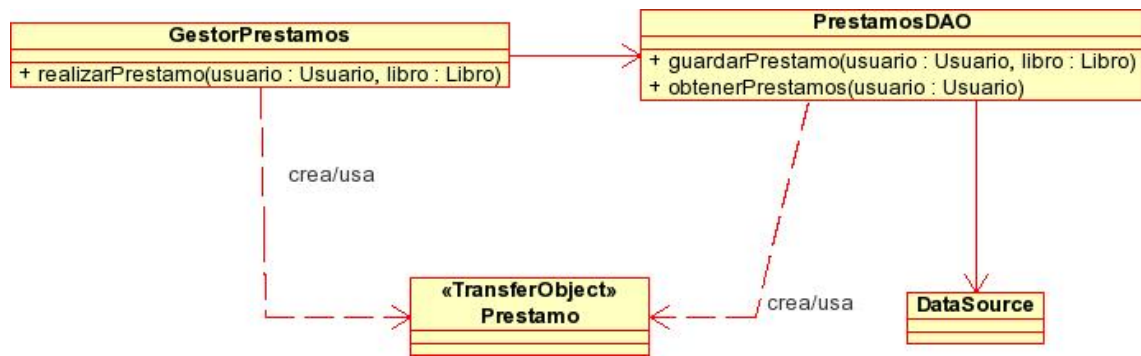 GestorPrestamos
+ realizarPrestamo(usuario : Usuario, libro : Libro)
PrestamosDAO
+ guardarPrestamo(usuario : Usuario, libro : Libro)
+ obtenerPrestamos(usuario : Usuario)
crea/usa
«TransferObject»
Prestamo
crea/usa
DataSource